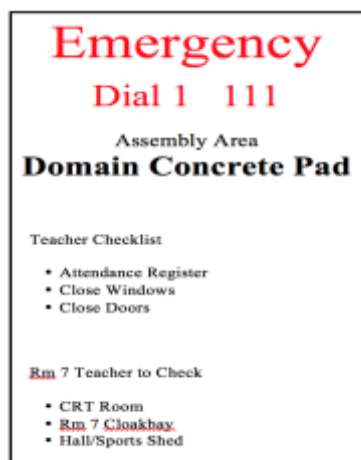 Emergency
Dial 1 111
Assembly Area
Domain Concrete Pad
Teacher Checklist
• Attendance Register
• Close Windows
• Close Doors
Rm 7 Teacher to Check
• CRT Room
• Rm 7 Cloakbay
• Hall/Sports Shed